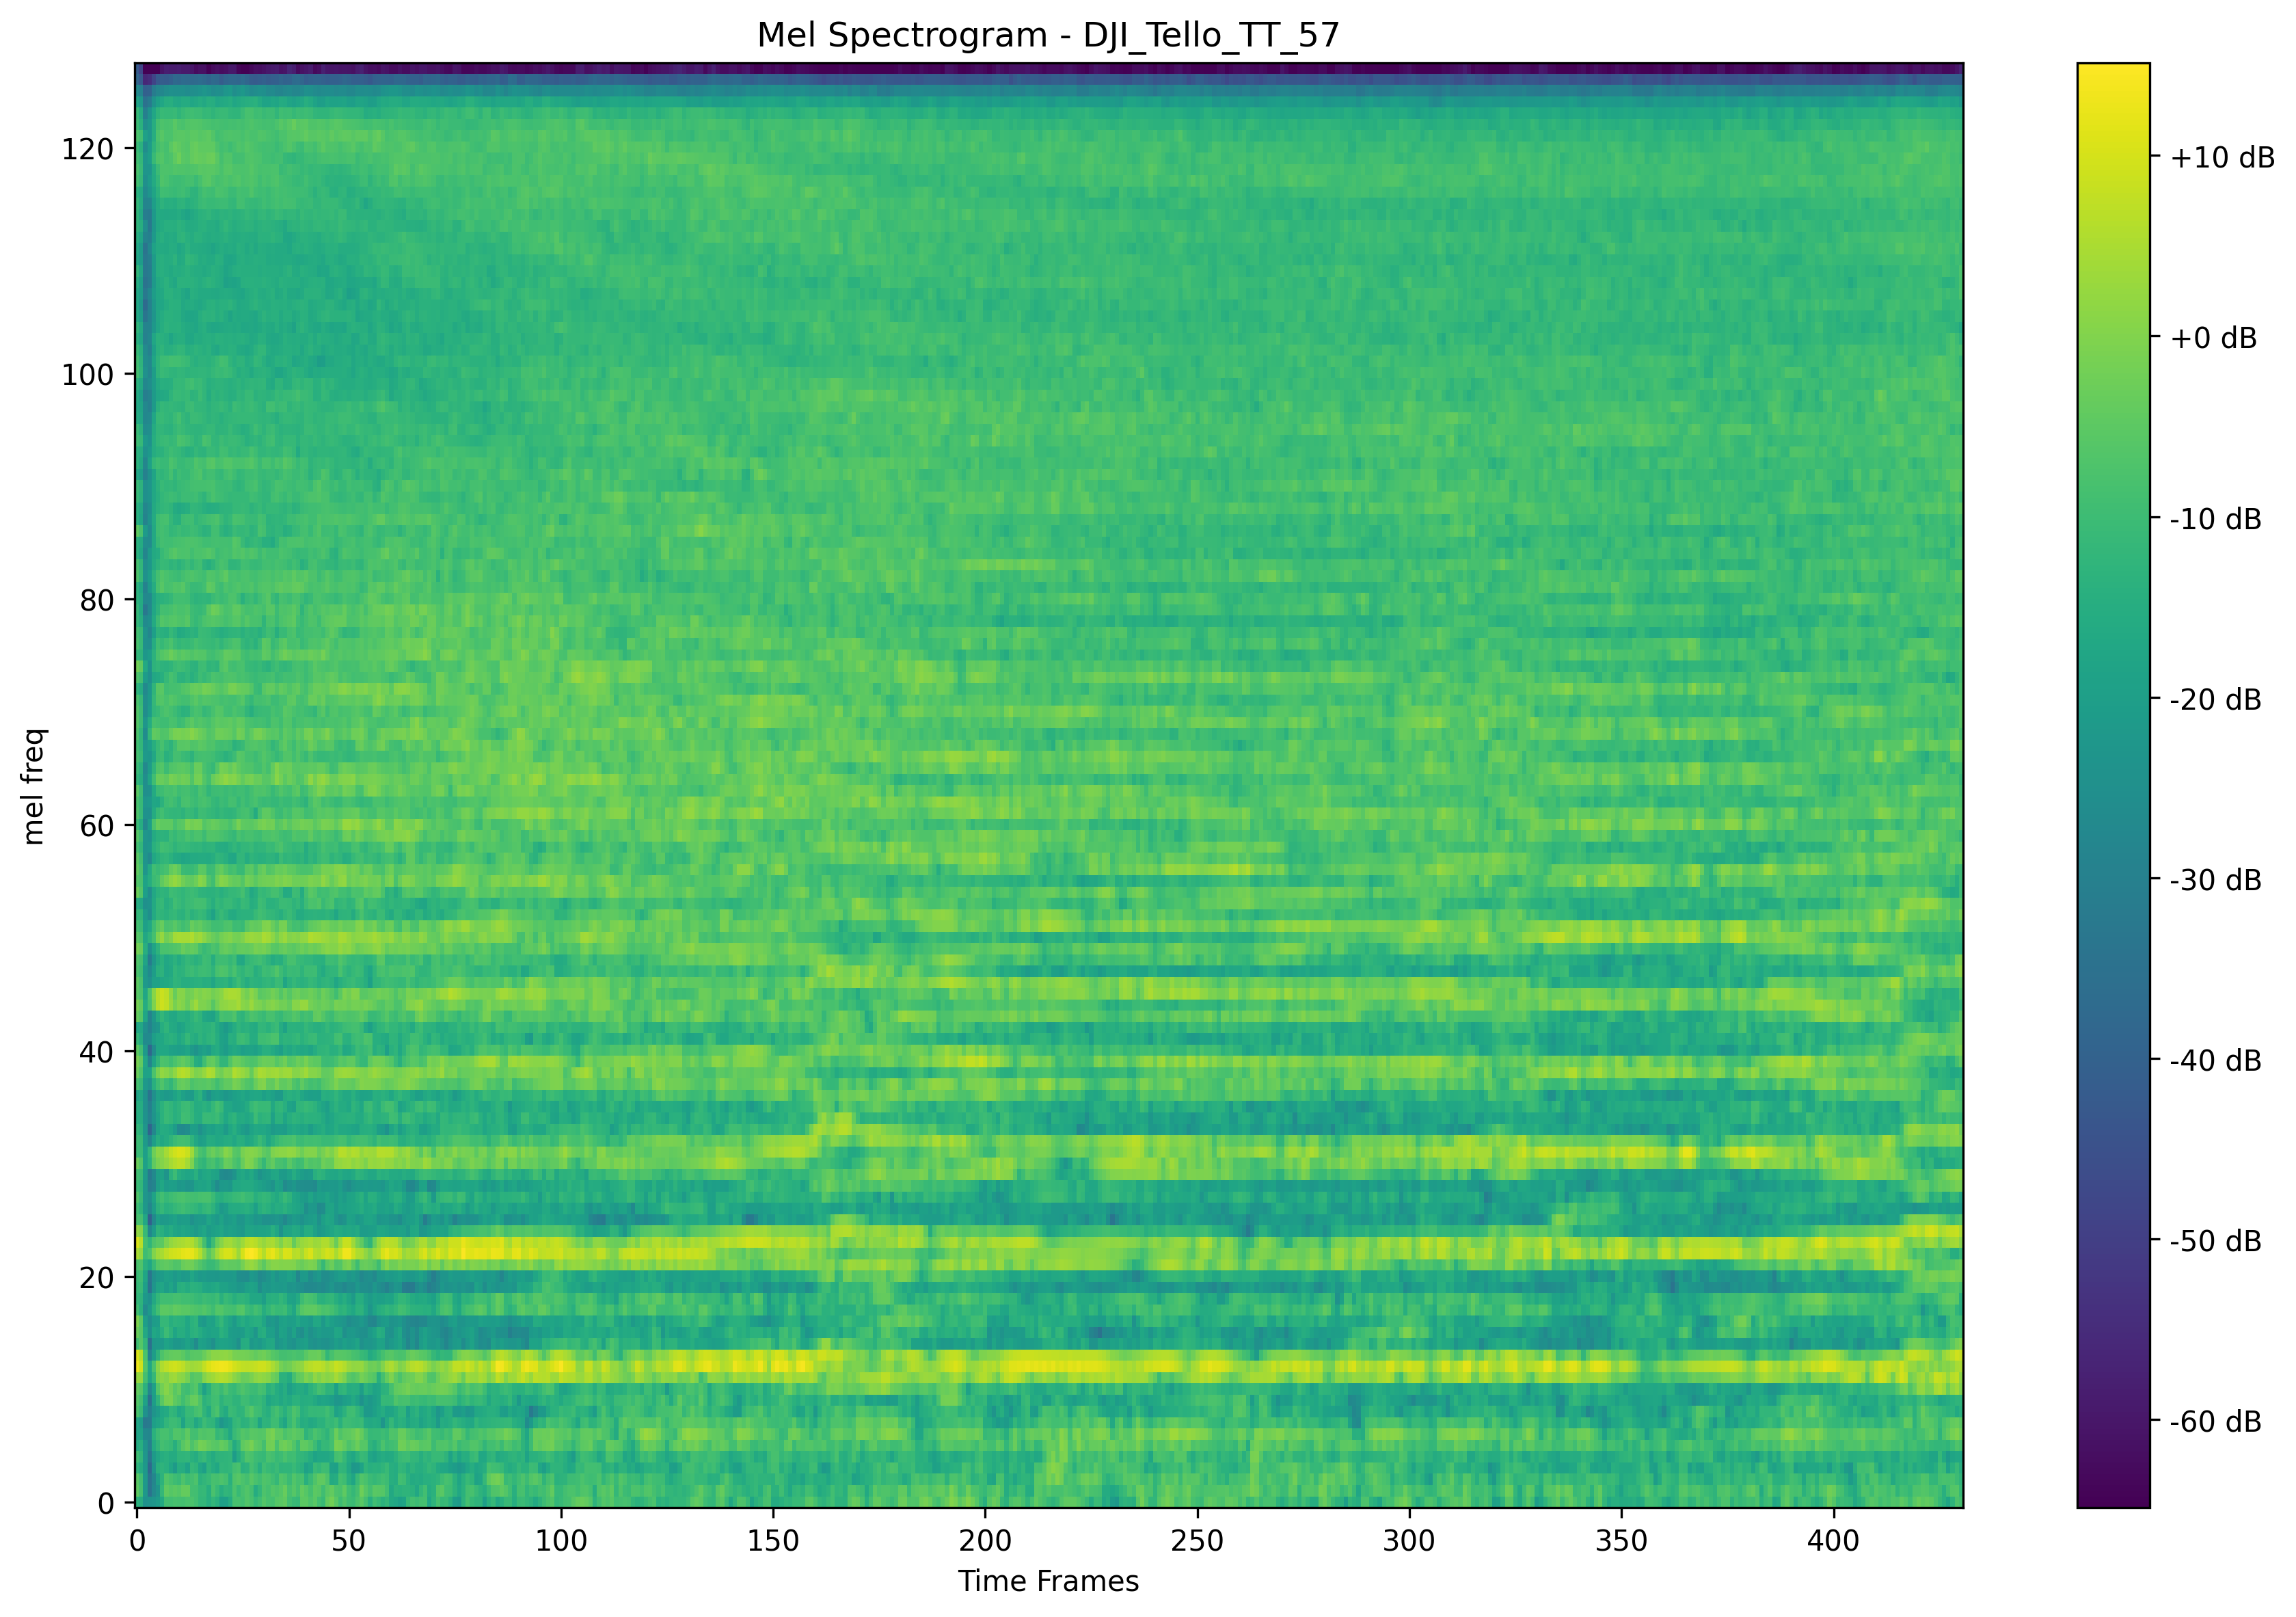 Mel Spectrogram - DJI_Tello_TT_57
mel freq
120
100
80
60
40
20
0
0 50 100 150 200 250 300 350 400
Time Frames
+10 dB
+0 dB
-10 dB
-20 dB
-30 dB
-40 dB
-50 dB
-60 dB